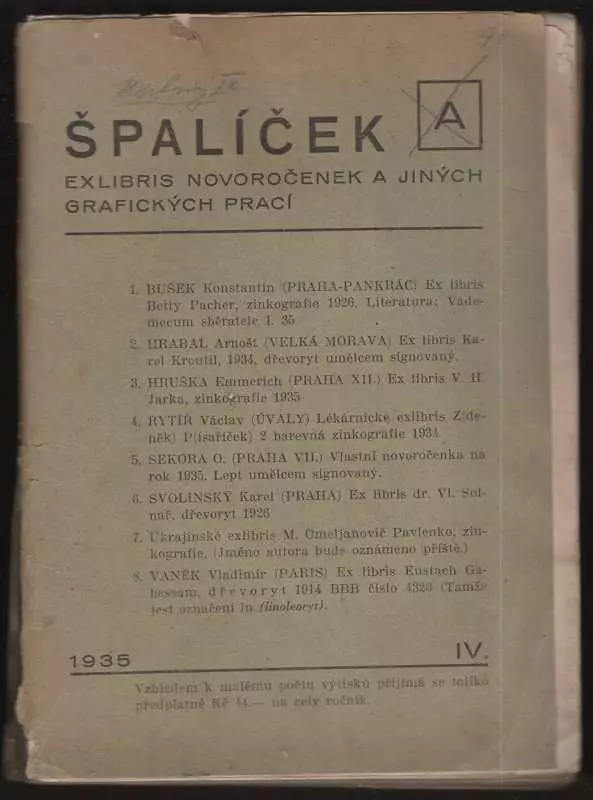 ŠPALÍČEK A
EXLIBRIS NOVOROČENEK A JINÝCH
GRAFICKÝCH PRACÍ
1. BUŠEK Konstantin (PRAHA-PANKRÁC) Ex libris
Betty Pacher, zinkografie 1926. Literatura: Vade-
mecum sběratele I. 35
2. HRABAL Arnošt (VELKÁ MORAVA) Ex libris Ka-
rel Kroutil, 1934, dřevoryt umělcem signovaný.
3. HRUŠKA Emmerich (PRAHA XII.) Ex libris V. H.
Jarka, zinkografie 1935
4. RYTÍŘ Václav (ÚVALY) Lékárnické exlibris Z(de-
něk) P(ísaříček) 2 barevná zinkografie 1934
5. SEKORA O. (PRAHA VII.) Vlastní novoročenka na
rok 1935. Lept umělcem signovaný.
6. SVOLINSKÝ Karel (PRAHA) Ex libris dr. Vl. Sol-
nař, dřevoryt 1926
7. Ukrajinské exlibris M. Omeljanovič Pavlenko, zin-
kografie. (Jméno autora bude oznámeno příště.)
8. VANĚK Vladimír (PARIS) Ex libris Eustach Ga-
bessam, dřevoryt 1914 BBB číslo 4320 (Tamže
jest označení ln (linoleoryt).
1935 IV.
Vzhledem k malému počtu výtisků přijímá se toliko
předplatné Kč 44.— na celý ročník.